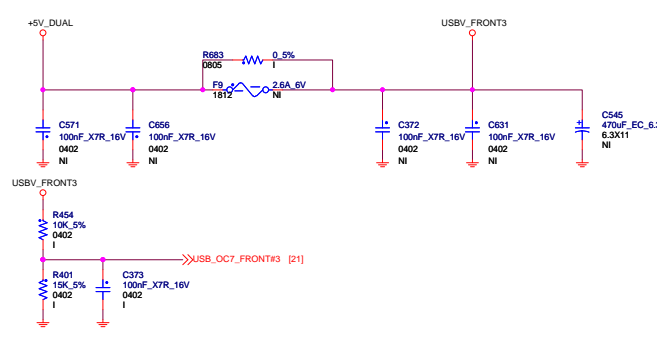 +5V_DUAL
USBV_FRONT3
R683
0805
0_5%
I
F9
1812
2.6A_6V
NI
C571
100nF_X7R_16V
0402
NI
C656
100nF_X7R_16V
0402
NI
C372
100nF_X7R_16V
0402
NI
C631
100nF_X7R_16V
0402
NI
C545
470uF_EC_6.
6.3X11
NI
USBV_FRONT3
R454
10K_5%
0402
I
USB_OC7_FRONT#3 [21]
R401
15K_5%
0402
I
C373
100nF_X7R_16V
0402
I